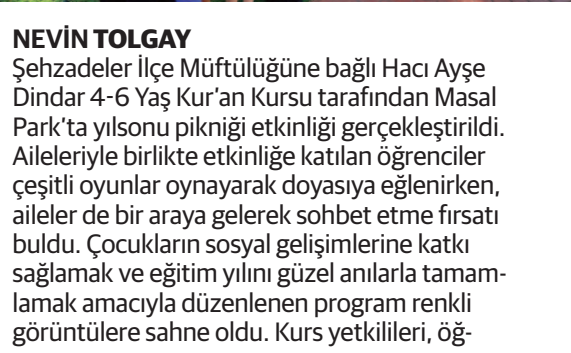 NEVİN TOLGAY
Şehzadeler İlçe Müftülüğüne bağlı Hacı Ayşe
Dindar 4-6 Yaş Kur'an Kursu tarafından Masal
Park'ta yılsonu pikniği etkinliği gerçekleştirildi.
Aileleriyle birlikte etkinliğe katılan öğrenciler
çeşitli oyunlar oynayarak doyasıya eğlenirken,
aileler de bir araya gelerek sohbet etme fırsatı
buldu. Çocukların sosyal gelişimlerine katkı
sağlamak ve eğitim yılını güzel anılarla tamam-
lamak amacıyla düzenlenen program renkli
görüntülere sahne oldu. Kurs yetkilileri, öğ-